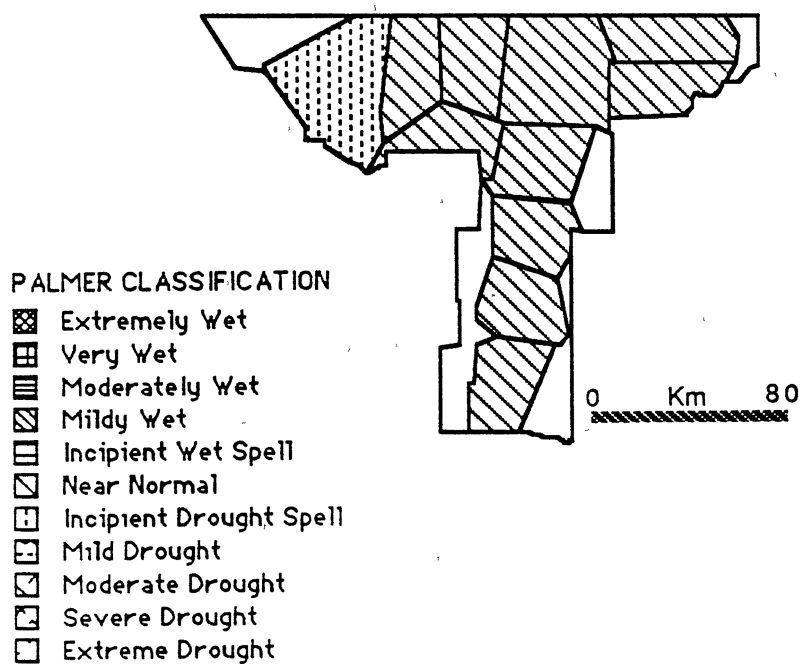 PALMER CLASSIFICATION
Extremely Wet
Very Wet
Moderately Wet
Mildy Wet
Incipient Wet Spell
Near Normal
Incipient Drought Spell
Mild Drought
Moderate Drought
Severe Drought
Extreme Drought
0 Km 80